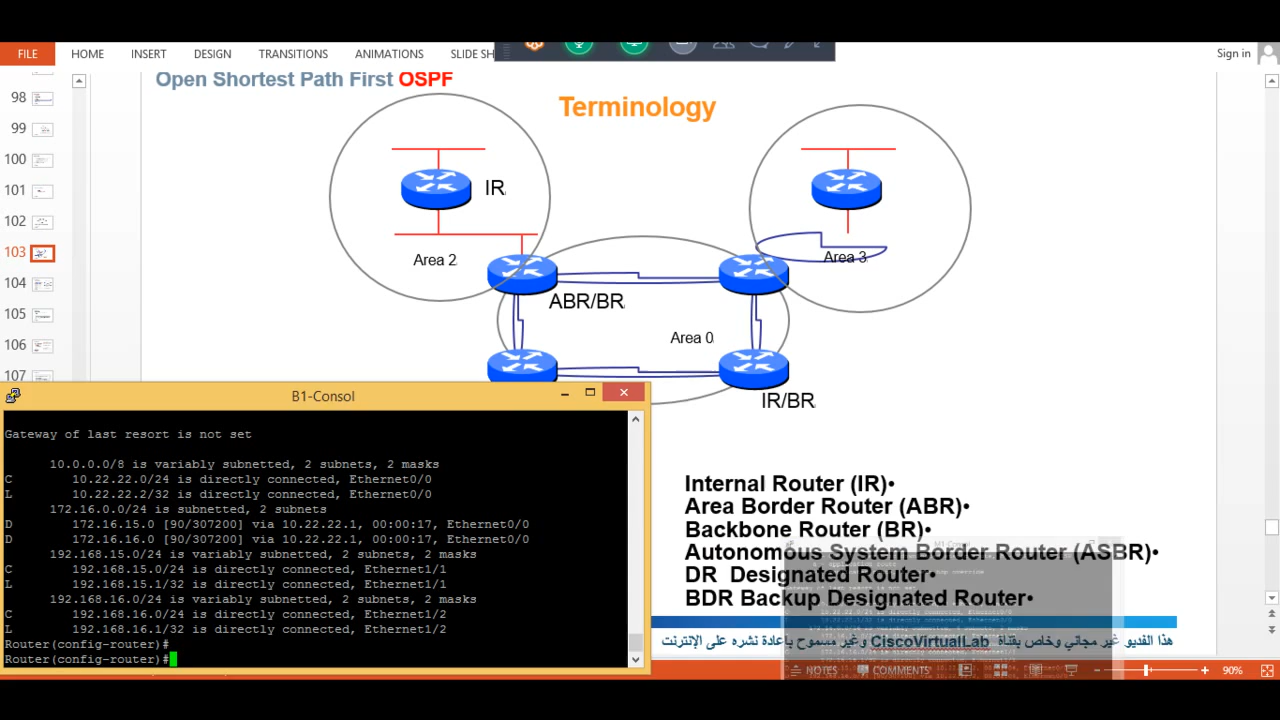 FILE HOME INSERT DESIGN TRANSITIONS ANIMATIONS SLIDE SH
Sign in
Open Shortest Path First OSPF
Terminology
98
99
100
101
102
103
104
105
106
107
IR
Area 2
Area 3
ABR/BR
Area 0
IR/BR
B1-Consol
Gateway of last resort is not set
10.0.0.0/8 is variably subnetted, 2 subnets, 2 masks
C 10.22.22.0/24 is directly connected, Ethernet0/0
L 10.22.22.2/32 is directly connected, Ethernet0/0
172.16.0.0/24 is subnetted, 2 subnets
D 172.16.15.0 [90/307200] via 10.22.22.1, 00:00:17, Ethernet0/0
D 172.16.16.0 [90/307200] via 10.22.22.1, 00:00:17, Ethernet0/0
192.168.15.0/24 is variably subnetted, 2 subnets, 2 masks
C 192.168.15.0/24 is directly connected, Ethernet1/1
L 192.168.15.1/32 is directly connected, Ethernet1/1
192.168.16.0/24 is variably subnetted, 2 subnets, 2 masks
C 192.168.16.0/24 is directly connected, Ethernet1/2
L 192.168.16.1/32 is directly connected, Ethernet1/2
Router(config-router)#
Router(config-router)#
Internal Router (IR)•
Area Border Router (ABR)•
Backbone Router (BR)•
Autonomous System Border Router (ASBR)•
DR Designated Router•
BDR Backup Designated Router•
هذا الفديو غير مجاني وخاص بقناة CiscoVirtualLab وغير مسموح بإعادة نشره على الإنترنت
NOTES COMMENTS 90%